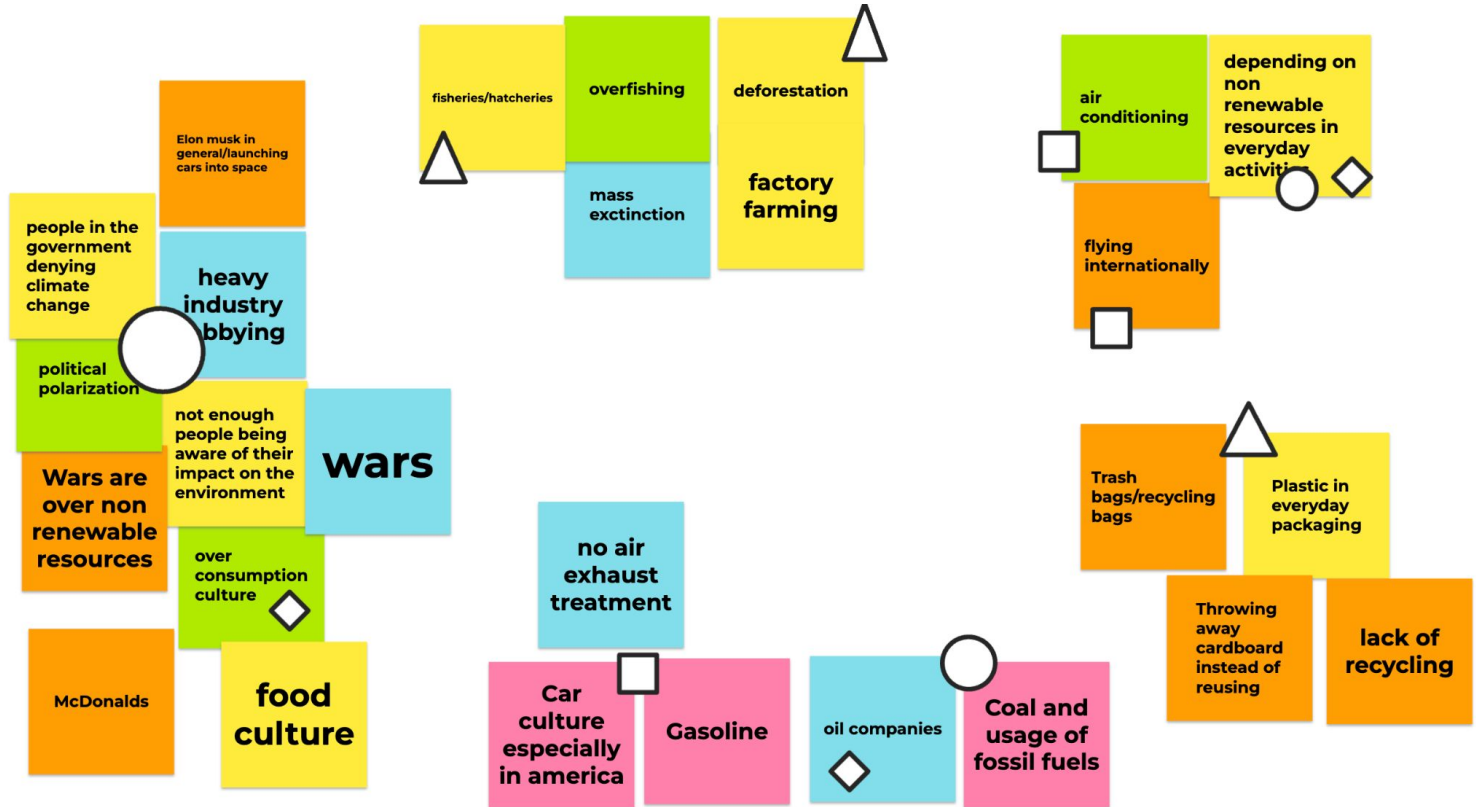 Elon musk in
general/launching
cars into space
people in the
government
denying
climate
change
heavy
industry
bbying
political
polarization
not enough
people being
aware of their
impact on the
environment
wars
Wars are
over non
renewable
resources
over
consumption
culture
McDonalds
food
culture
fisheries/hatcheries
overfishing
deforestation
mass
exctinction
factory
farming
air
conditioning
depending on
non
renewable
resources in
everyday
activities
flying
internationally
no air
exhaust
treatment
Car
culture
especially
in america
Gasoline
oil companies
Coal and
usage of
fossil fuels
Trash
bags/recycling
bags
Plastic in
everyday
packaging
Throwing
away
cardboard
instead of
reusing
lack of
recycling